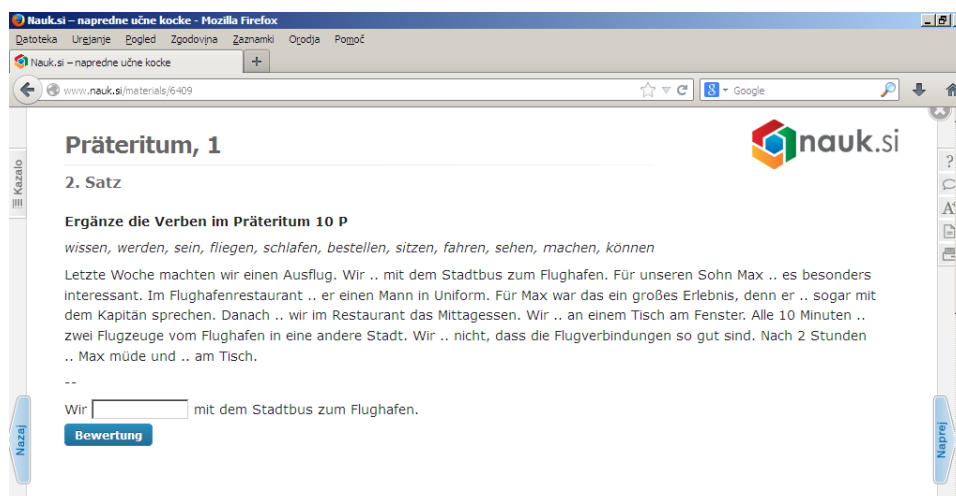 Nauk.si – napredne učne kocke - Mozilla Firefox
Datoteka Urejanje Pogled Zgodovina Zaznamki Orodja Pomoč
Nauk.si – napredne učne kocke +
www.nauk.si/materials/6409 8 Google
Präteritum, 1
nauk.si
Kazalo
2. Satz
Ergänze die Verben im Präteritum 10 P
wissen, werden, sein, fliegen, schlafen, bestellen, sitzen, fahren, sehen, machen, können
Letzte Woche machten wir einen Ausflug. Wir .. mit dem Stadtbus zum Flughafen. Für unseren Sohn Max .. es besonders
interessant. Im Flughafenrestaurant .. er einen Mann in Uniform. Für Max war das ein großes Erlebnis, denn er .. sogar mit
dem Kapitän sprechen. Danach .. wir im Restaurant das Mittagessen. Wir .. an einem Tisch am Fenster. Alle 10 Minuten ..
zwei Flugzeuge vom Flughafen in eine andere Stadt. Wir .. nicht, dass die Flugverbindungen so gut sind. Nach 2 Stunden
.. Max müde und .. am Tisch.
--
Wir mit dem Stadtbus zum Flughafen.
Bewertung
Nazaj
Naprej
?
A+